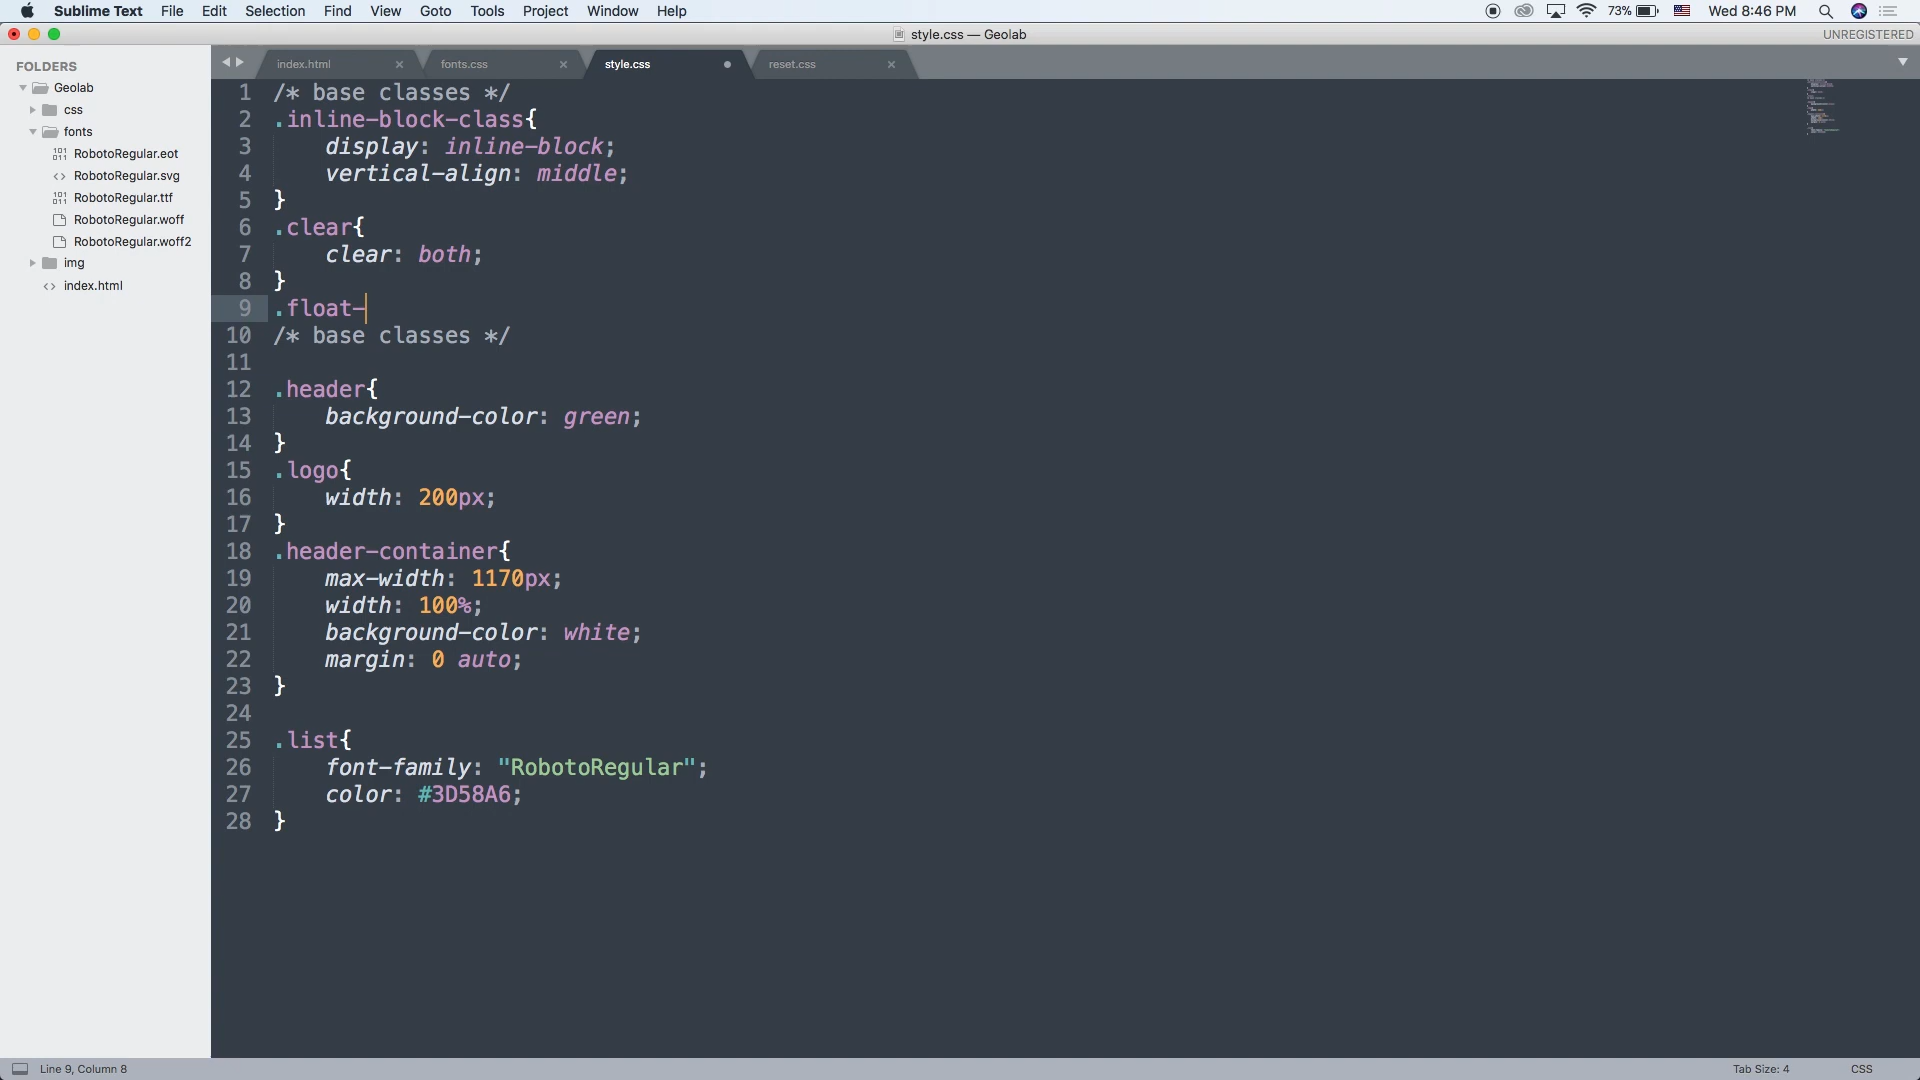 Sublime Text File Edit Selection Find View Goto Tools Project Window Help 73% Wed 8:46 PM
style.css — Geolab UNREGISTERED
FOLDERS
Geolab
css
fonts
RobotoRegular.eot
RobotoRegular.svg
RobotoRegular.ttf
RobotoRegular.woff
RobotoRegular.woff2
img
index.html
index.html fonts.css style.css reset.css
1 /* base classes */
2 .inline-block-class{
3 display: inline-block;
4 vertical-align: middle;
5 }
6 .clear{
7 clear: both;
8 }
9 .float-
10 /* base classes */
11
12 .header{
13 background-color: green;
14 }
15 .logo{
16 width: 200px;
17 }
18 .header-container{
19 max-width: 1170px;
20 width: 100%;
21 background-color: white;
22 margin: 0 auto;
23 }
24
25 .list{
26 font-family: "RobotoRegular";
27 color: #3D58A6;
28 }
Line 9, Column 8 Tab Size: 4 CSS